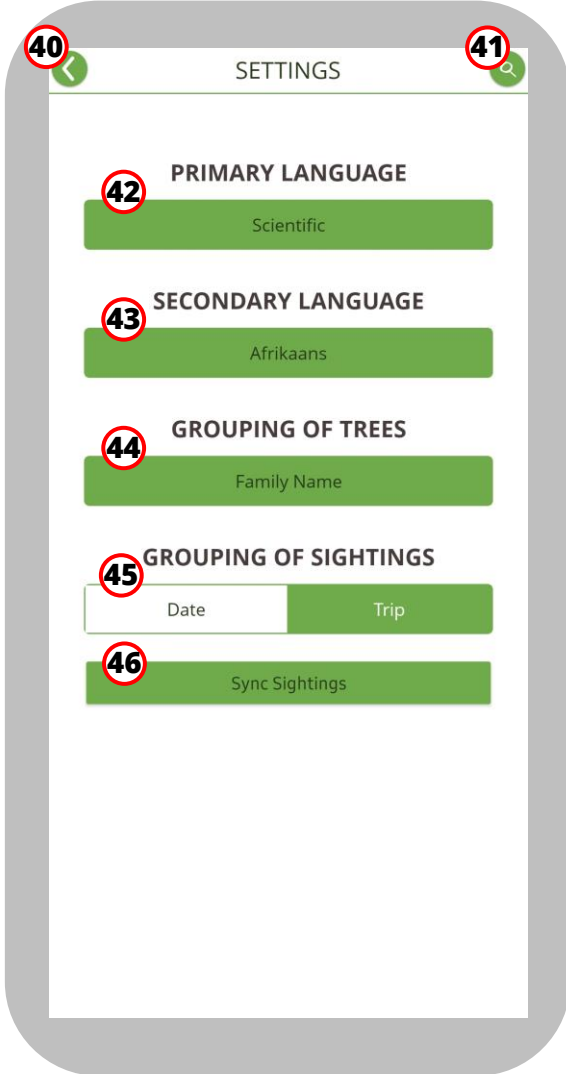 40
41
SETTINGS
PRIMARY LANGUAGE
42
Scientific
SECONDARY LANGUAGE
43
Afrikaans
GROUPING OF TREES
44
Family Name
GROUPING OF SIGHTINGS
45
Date Trip
46
Sync Sightings